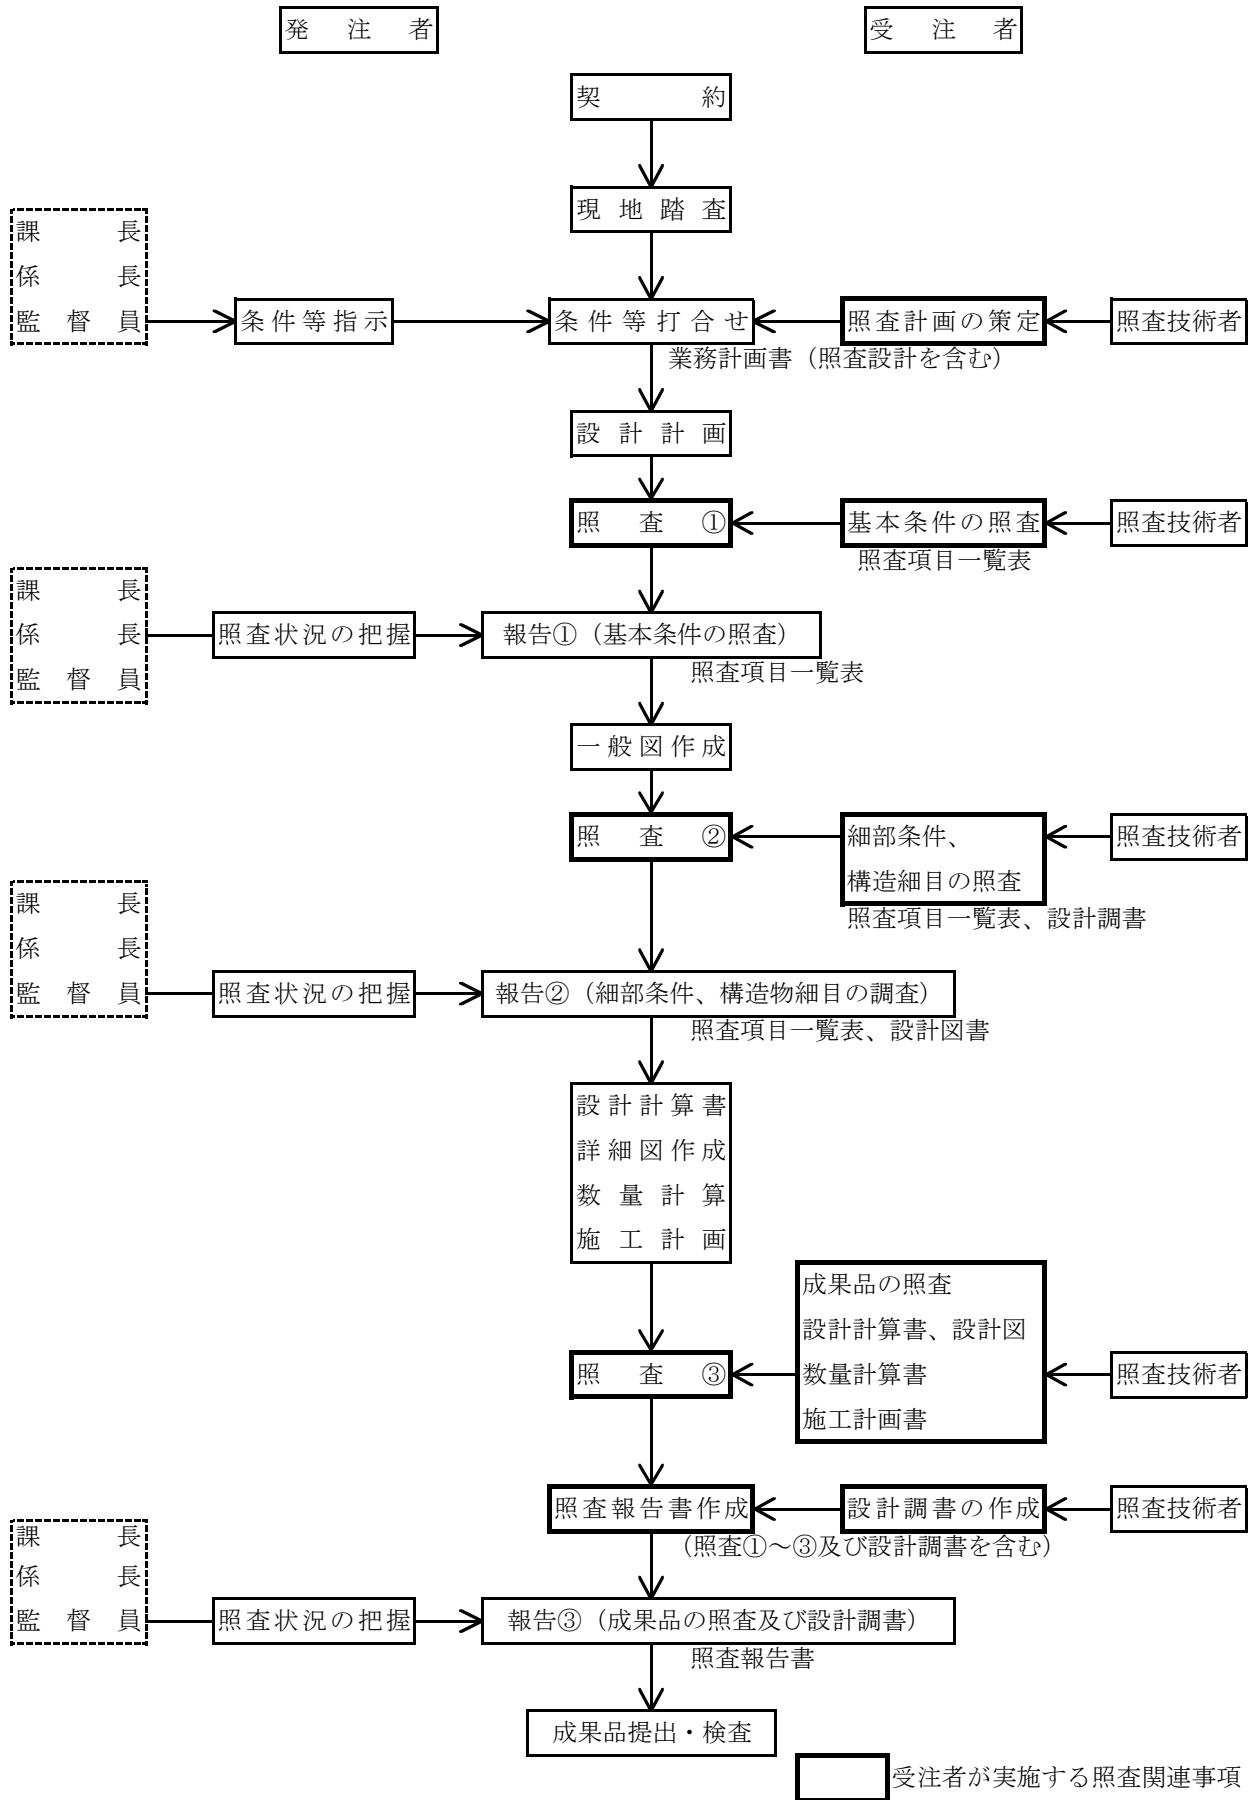 発注者
受注者
契約
現地踏査
課長
係長
監督員
条件等指示
条件等打合せ
照査計画の策定
照査技術者
業務計画書（照査設計を含む）
設計計画
照査①
基本条件の照査
照査技術者
照査項目一覧表
課長
係長
監督員
照査状況の把握
報告①（基本条件の照査）
照査項目一覧表
一般図作成
照査②
細部条件、
構造細目の照査
照査技術者
照査項目一覧表、設計調書
課長
係長
監督員
照査状況の把握
報告②（細部条件、構造物細目の調査）
照査項目一覧表、設計図書
設計計算書
詳細図作成
数量計算
施工計画
成果品の照査
設計計算書、設計図
数量計算書
施工計画書
照査③
照査技術者
照査報告書作成
設計調書の作成
照査技術者
（照査①～③及び設計調書を含む）
課長
係長
監督員
照査状況の把握
報告③（成果品の照査及び設計調書）
照査報告書
成果品提出・検査
受注者が実施する照査関連事項